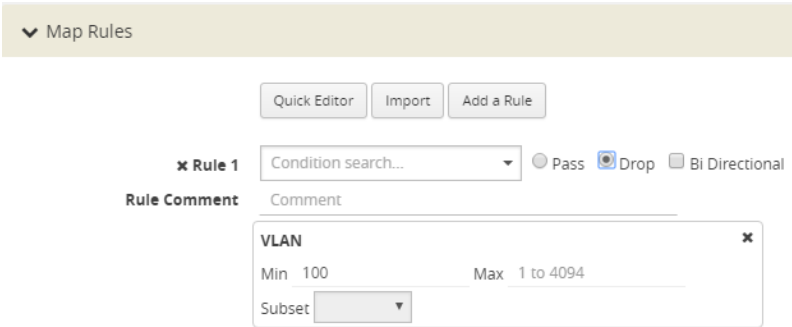 Map Rules
Quick Editor Import Add a Rule
Rule 1 Condition search... Pass Drop Bi Directional
Rule Comment Comment
VLAN
Min 100 Max 1 to 4094
Subset